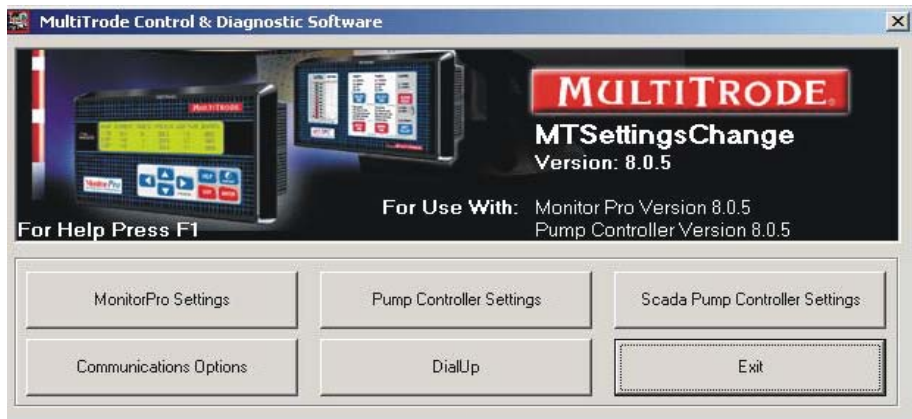 MultiTrode Control & Diagnostic Software
MULTITRODE
MULTITRODE®
MTSettingsChange
Version: 8.0.5
MonitorPro
For Use With: Monitor Pro Version 8.0.5
Pump Controller Version 8.0.5
For Help Press F1
MonitorPro Settings
Pump Controller Settings
Scada Pump Controller Settings
Communications Options
DialUp
Exit